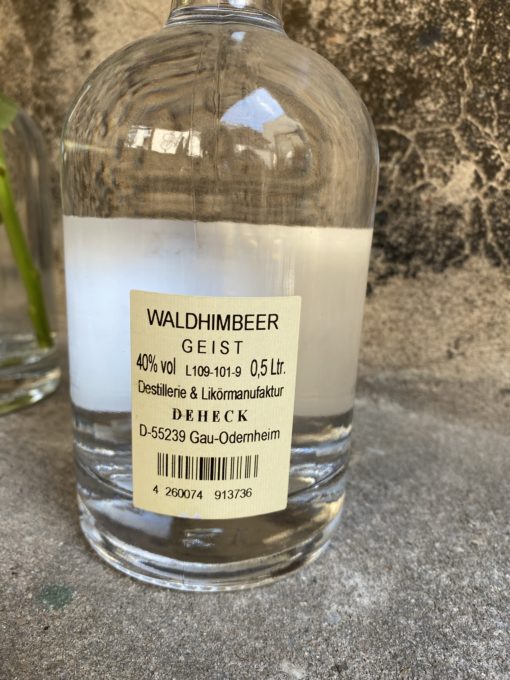 WALDHIMBEER
GEIST
40% vol L109-101-9 0,5 Ltr.
Destillerie & Likörmanufaktur
DEHECK
D-55239 Gau-Odernheim
4 260074 913736